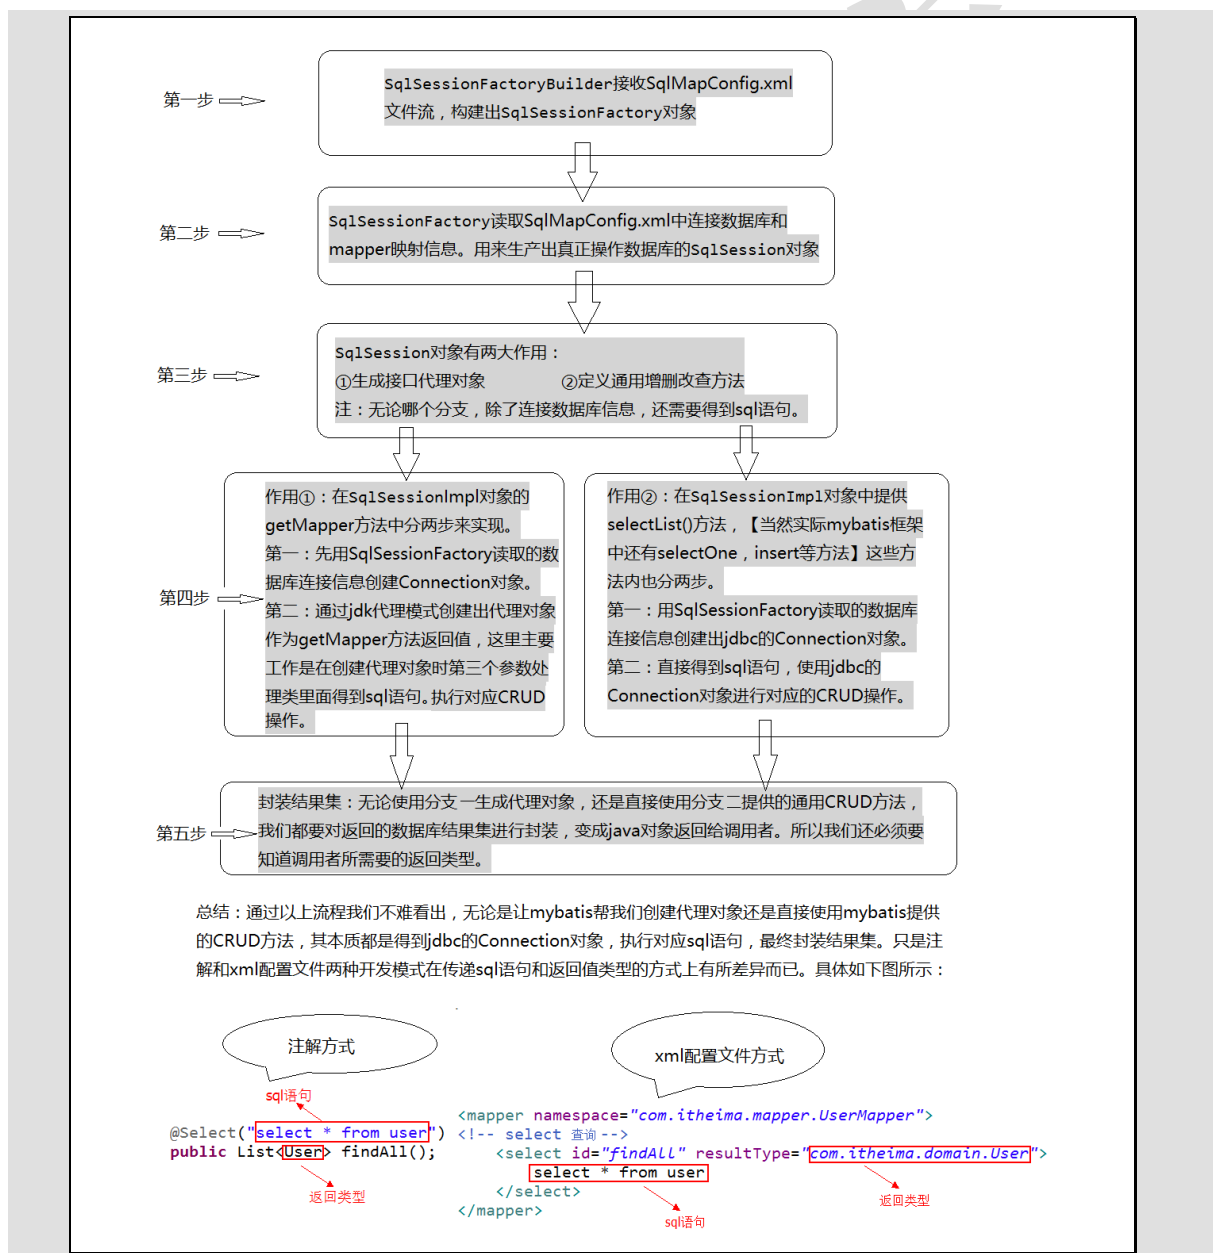 第一步
SqlSessionFactoryBuilder接收SqlMapConfig.xml
文件流，构建出SqlSessionFactory对象
第二步
SqlSessionFactory读取SqlMapConfig.xml中连接数据库和
mapper映射信息。用来生产出真正操作数据库的SqlSession对象
第三步
SqlSession对象有两大作用：
①生成接口代理对象 ②定义通用增删改查方法
注：无论哪个分支，除了连接数据库信息，还需要得到sql语句。
第四步
作用①：在SqlSessionImpl对象的
getMapper方法中分两步来实现。
第一：先用SqlSessionFactory读取的数
据库连接信息创建Connection对象。
第二：通过jdk代理模式创建出代理对象
作为getMapper方法返回值，这里主要
工作是在创建代理对象时第三个参数处
理类里面得到sql语句。执行对应CRUD
操作。
作用②：在SqlSessionImpl对象中提供
selectList()方法，【当然实际mybatis框架
中还有selectOne，insert等方法】这些方
法内也分两步。
第一：用SqlSessionFactory读取的数据库
连接信息创建出jdbc的Connection对象。
第二：直接得到sql语句，使用jdbc的
Connection对象进行对应的CRUD操作。
第五步
封装结果集：无论使用分支一生成代理对象，还是直接使用分支二提供的通用CRUD方法，
我们都要对返回的数据库结果集进行封装，变成java对象返回给调用者。所以我们还必须要
知道调用者所需要的返回类型。
总结：通过以上流程我们不难看出，无论是让mybatis帮我们创建代理对象还是直接使用mybatis提供
的CRUD方法，其本质都是得到jdbc的Connection对象，执行对应sql语句，最终封装结果集。只是注
解和xml配置文件两种开发模式在传递sql语句和返回值类型的方式上有所差异而已。具体如下图所示：
注解方式
sql语句
@Select("select * from user")
public List<User> findAll();
返回类型
xml配置文件方式
<mapper namespace="com.itheima.mapper.UserMapper">
<!-- select 查询 -->
<select id="findAll" resultType="com.itheima.domain.User">
select * from user
</select>
</mapper>
返回类型
sql语句